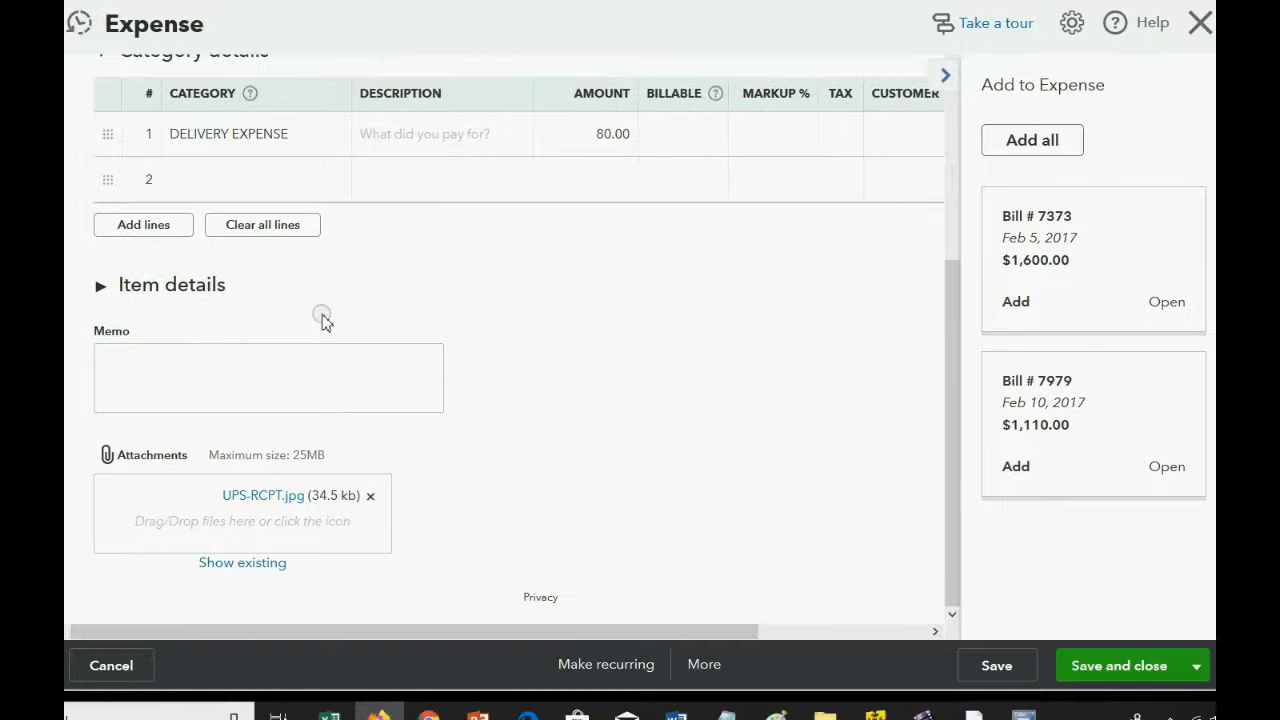 Expense
Take a tour
Help
Category details
# CATEGORY DESCRIPTION AMOUNT BILLABLE MARKUP % TAX CUSTOMER
1 DELIVERY EXPENSE What did you pay for? 80.00
2
Add lines Clear all lines
Item details
Memo
Attachments Maximum size: 25MB
UPS-RCPT.jpg (34.5 kb) ×
Drag/Drop files here or click the icon
Show existing
Privacy
Add to Expense
Add all
Bill # 7373
Feb 5, 2017
$1,600.00
Add Open
Bill # 7979
Feb 10, 2017
$1,110.00
Add Open
Cancel Make recurring More Save Save and close